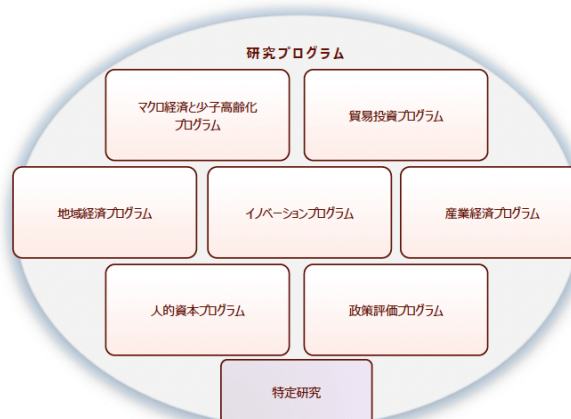 研究プログラム
マクロ経済と少子高齢化
プログラム
貿易投資プログラム
地域経済プログラム
イノベーションプログラム
産業経済プログラム
人的資本プログラム
政策評価プログラム
特定研究